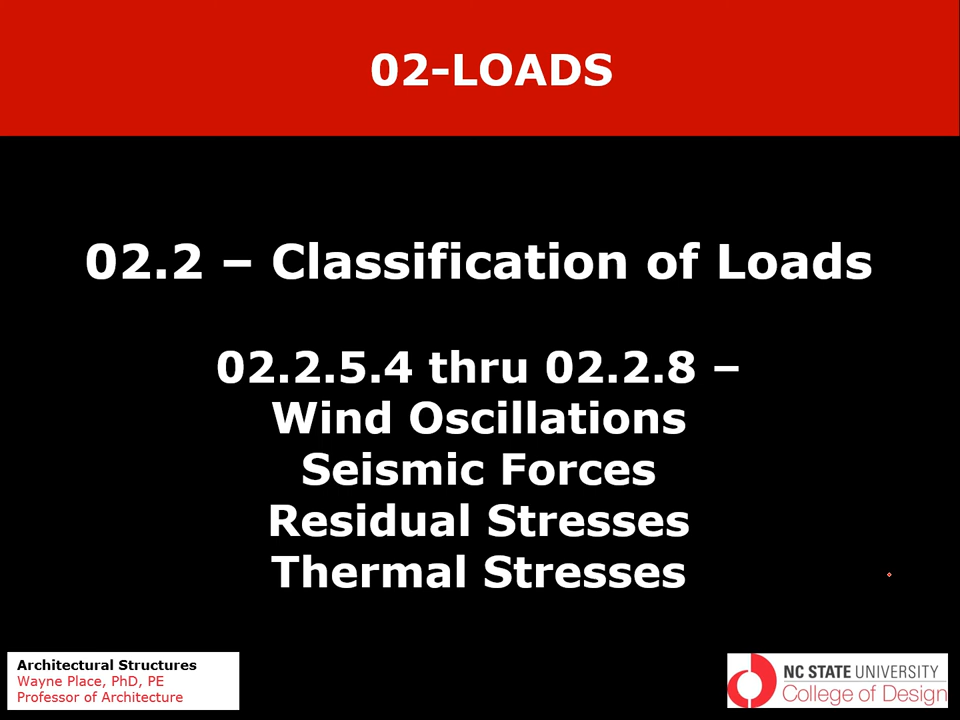 02-LOADS
02.2 – Classification of Loads
02.2.5.4 thru 02.2.8 –
Wind Oscillations
Seismic Forces
Residual Stresses
Thermal Stresses
Architectural Structures
Wayne Place, PhD, PE
Professor of Architecture
NC STATE UNIVERSITY
College of Design